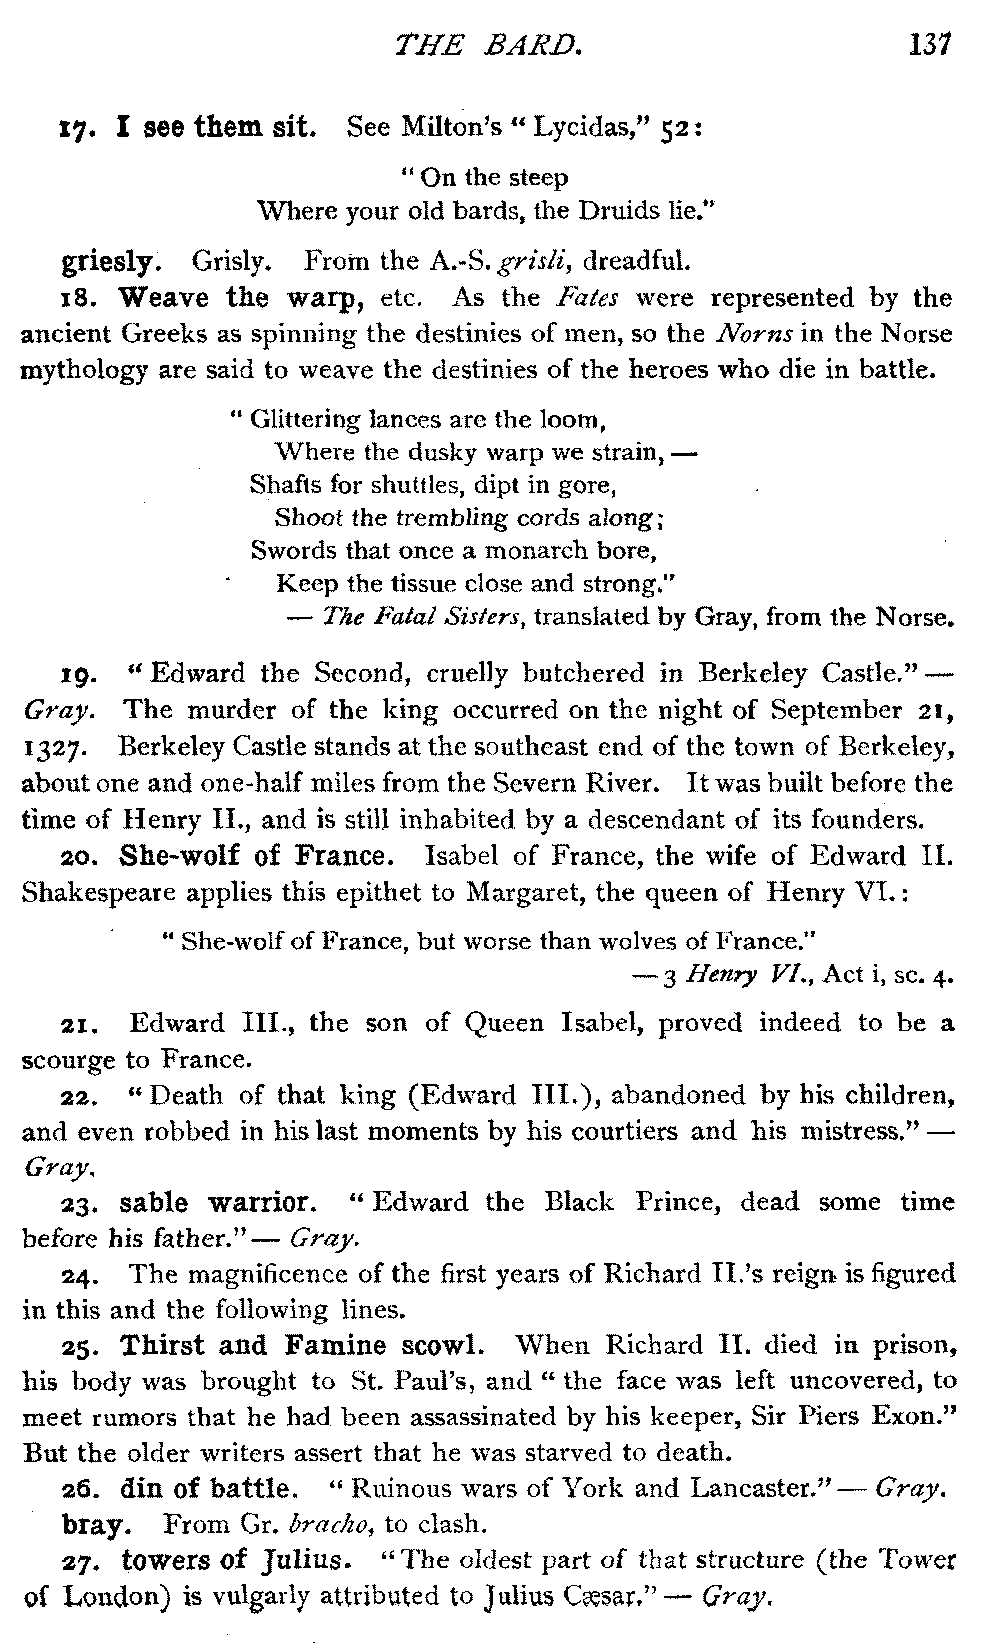 THE BARD. 137
17. I see them sit. See Milton's “ Lycidas,” 52:
“ On the steep
Where your old bards, the Druids lie.”
griesly. Grisly. From the A.-S. grisli, dreadful.
18. Weave the warp, etc. As the Fates were represented by the
ancient Greeks as spinning the destinies of men, so the Norns in the Norse
mythology are said to weave the destinies of the heroes who die in battle.
“ Glittering lances are the loom,
Where the dusky warp we strain, —
Shafts for shuttles, dipt in gore,
Shoot the trembling cords along;
Swords that once a monarch bore,
Keep the tissue close and strong.”
— The Fatal Sisters, translated by Gray, from the Norse.
19. “ Edward the Second, cruelly butchered in Berkeley Castle.” —
Gray. The murder of the king occurred on the night of September 21,
1327. Berkeley Castle stands at the southeast end of the town of Berkeley,
about one and one-half miles from the Severn River. It was built before the
time of Henry II., and is still inhabited by a descendant of its founders.
20. She-wolf of France. Isabel of France, the wife of Edward II.
Shakespeare applies this epithet to Margaret, the queen of Henry VI. :
“ She-wolf of France, but worse than wolves of France.”
— 3 Henry VI., Act i, sc. 4.
21. Edward III., the son of Queen Isabel, proved indeed to be a
scourge to France.
22. “ Death of that king (Edward III.), abandoned by his children,
and even robbed in his last moments by his courtiers and his mistress.” —
Gray.
23. sable warrior. “ Edward the Black Prince, dead some time
before his father.” — Gray.
24. The magnificence of the first years of Richard II.'s reign is figured
in this and the following lines.
25. Thirst and Famine scowl. When Richard II. died in prison,
his body was brought to St. Paul's, and “ the face was left uncovered, to
meet rumors that he had been assassinated by his keeper, Sir Piers Exon.”
But the older writers assert that he was starved to death.
26. din of battle. “ Ruinous wars of York and Lancaster.” — Gray.
bray. From Gr. bracho, to clash.
27. towers of Julius. “ The oldest part of that structure (the Tower
of London) is vulgarly attributed to Julius Cæsar.” — Gray.